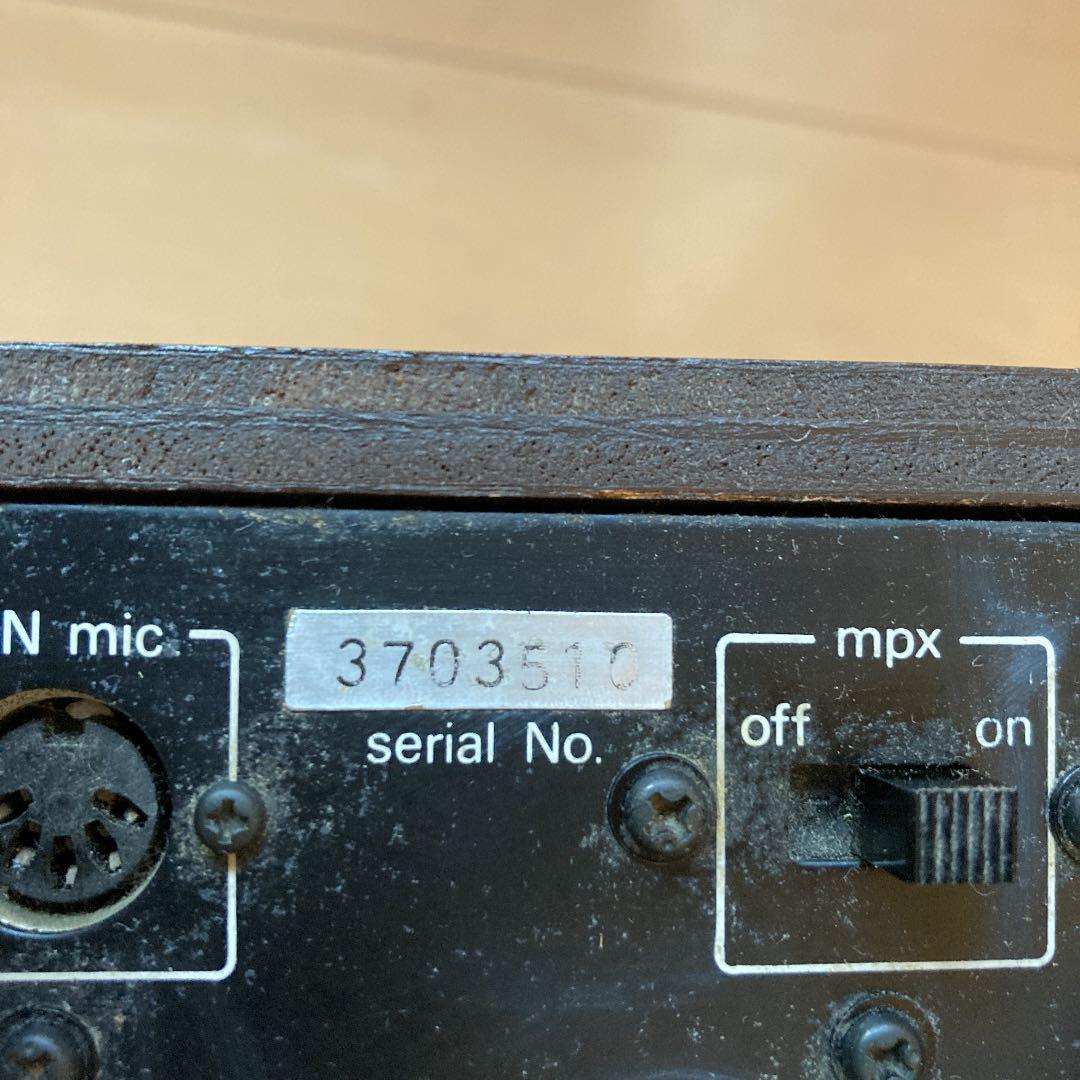 N mic
3703510
serial No.
mpx
off on